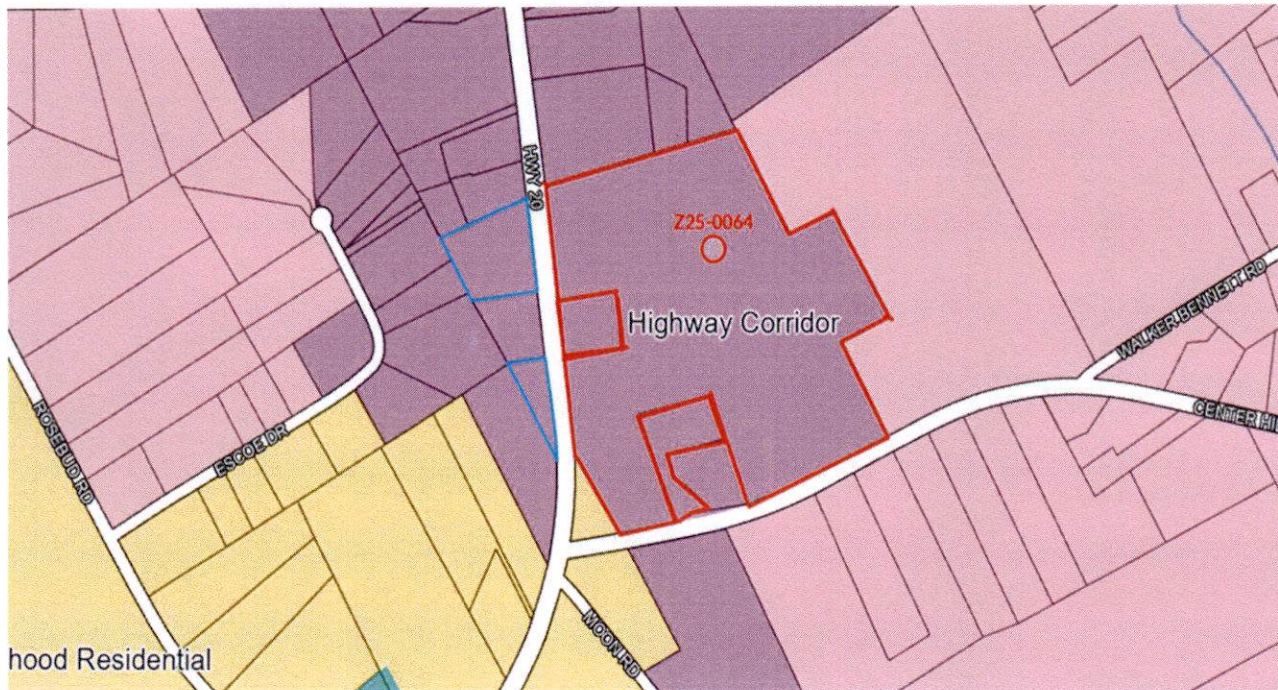 HWY 20
Z25-0064
Highway Corridor
WALKER BENNETT RD
CENTER HI
ROSEBUD RD
ESCOE DR
MOON RD
hood Residential